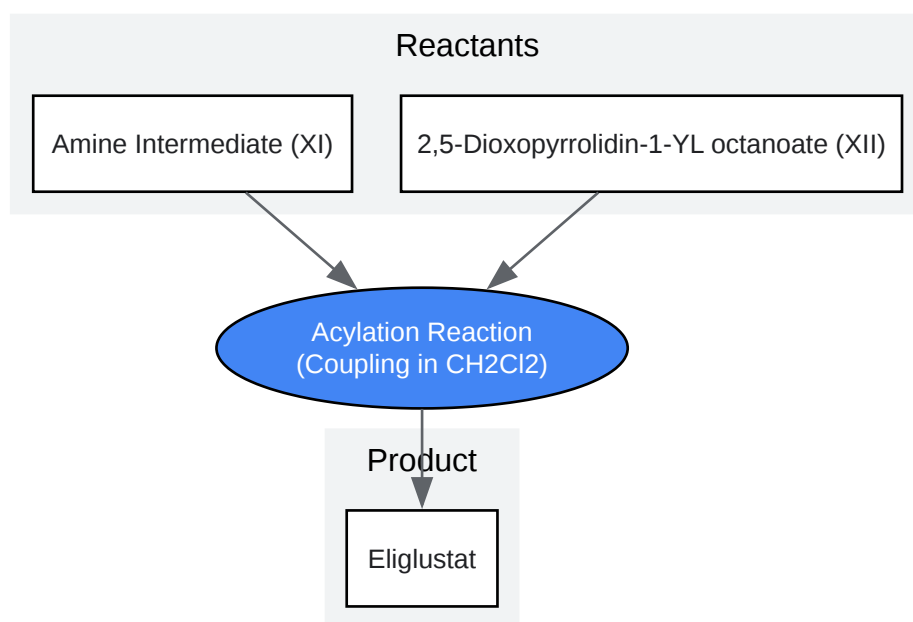 Reactants
Amine Intermediate (XI)
2,5-Dioxopyrrolidin-1-YL octanoate (XII)
Acylation Reaction
(Coupling in CH2Cl2)
Product
Eliglustat